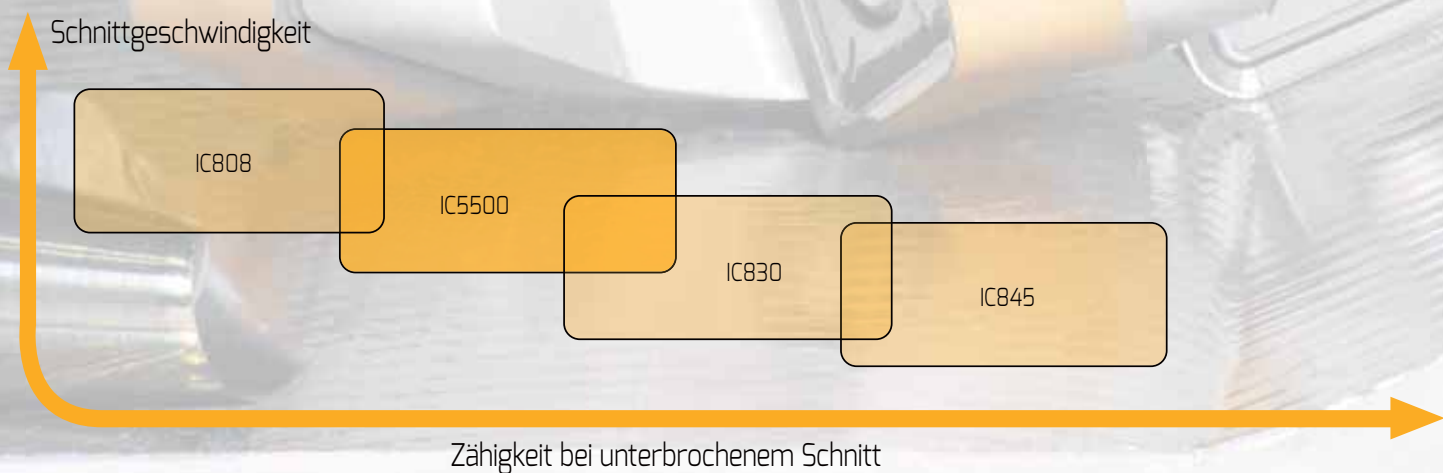 Schnittgeschwindigkeit
IC808
IC5500
IC830
IC845
Zähigkeit bei unterbrochenem Schnitt